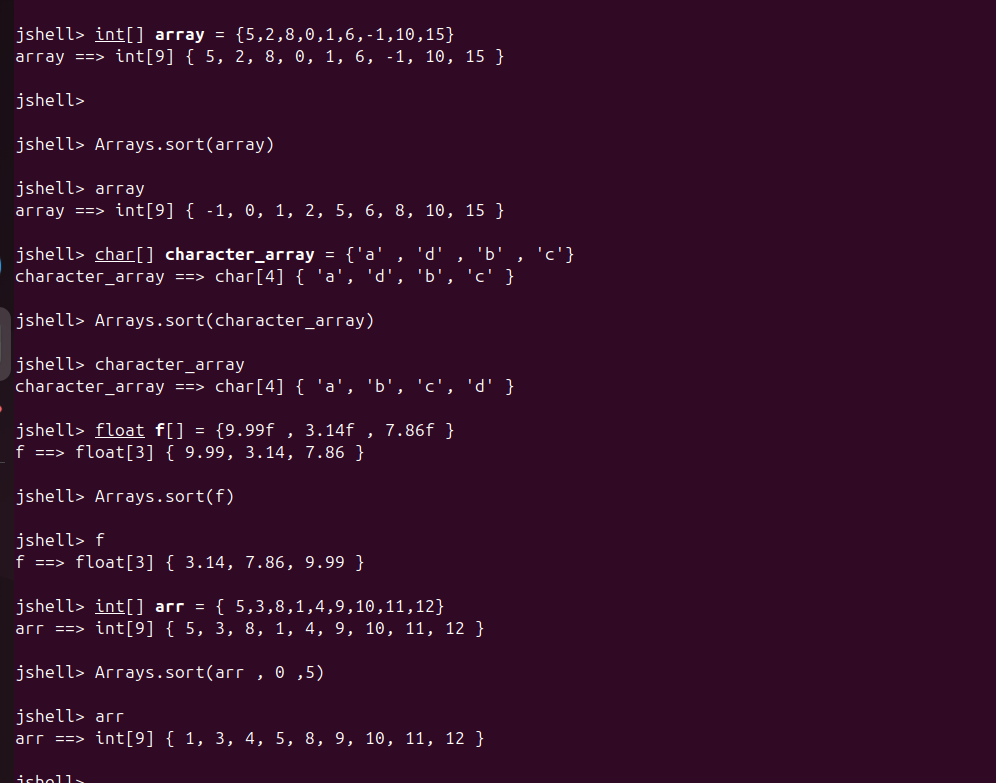 jshell> int[] array = {5,2,8,0,1,6,-1,10,15}
array ==> int[9] { 5, 2, 8, 0, 1, 6, -1, 10, 15 }
jshell>
jshell> Arrays.sort(array)
jshell> array
array ==> int[9] { -1, 0, 1, 2, 5, 6, 8, 10, 15 }
jshell> char[] character_array = {'a' , 'd' , 'b' , 'c'}
character_array ==> char[4] { 'a', 'd', 'b', 'c' }
jshell> Arrays.sort(character_array)
jshell> character_array
character_array ==> char[4] { 'a', 'b', 'c', 'd' }
jshell> float f[] = {9.99f , 3.14f , 7.86f }
f ==> float[3] { 9.99, 3.14, 7.86 }
jshell> Arrays.sort(f)
jshell> f
f ==> float[3] { 3.14, 7.86, 9.99 }
jshell> int[] arr = { 5,3,8,1,4,9,10,11,12}
arr ==> int[9] { 5, 3, 8, 1, 4, 9, 10, 11, 12 }
jshell> Arrays.sort(arr , 0 ,5)
jshell> arr
arr ==> int[9] { 1, 3, 4, 5, 8, 9, 10, 11, 12 }
jshell>